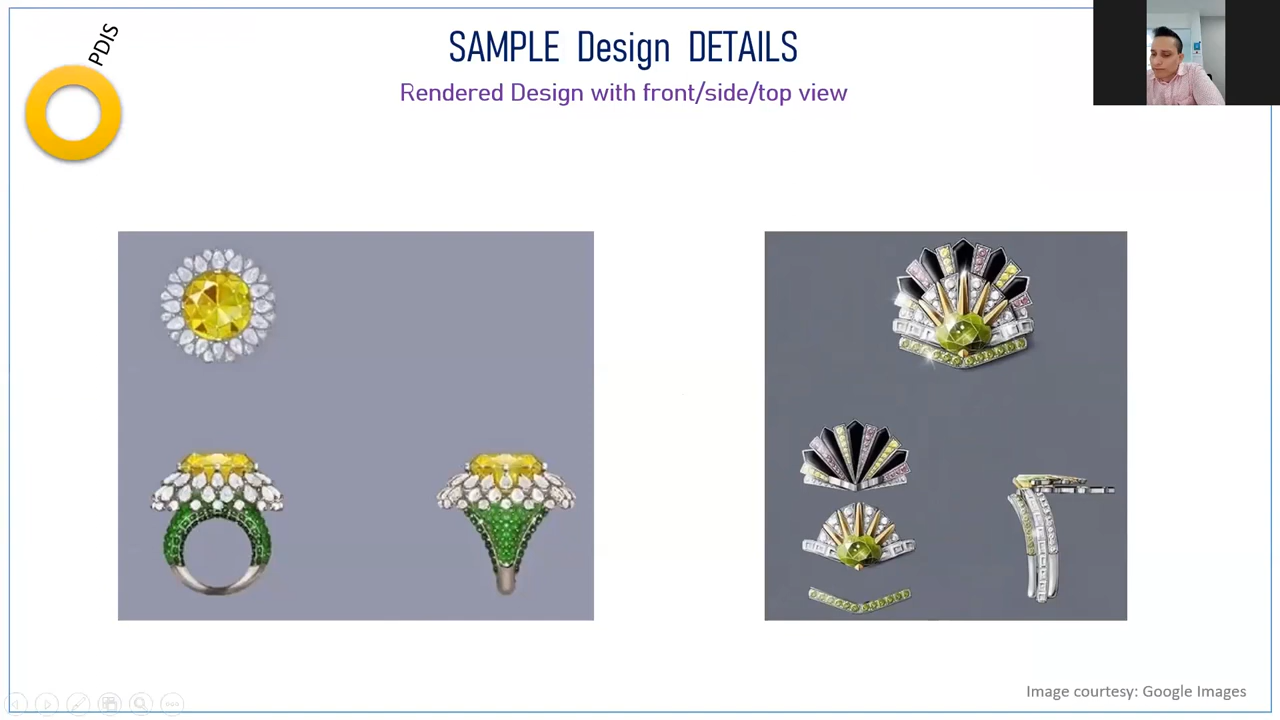 PDIS
SAMPLE Design DETAILS
Rendered Design with front/side/top view
Image courtesy: Google Images